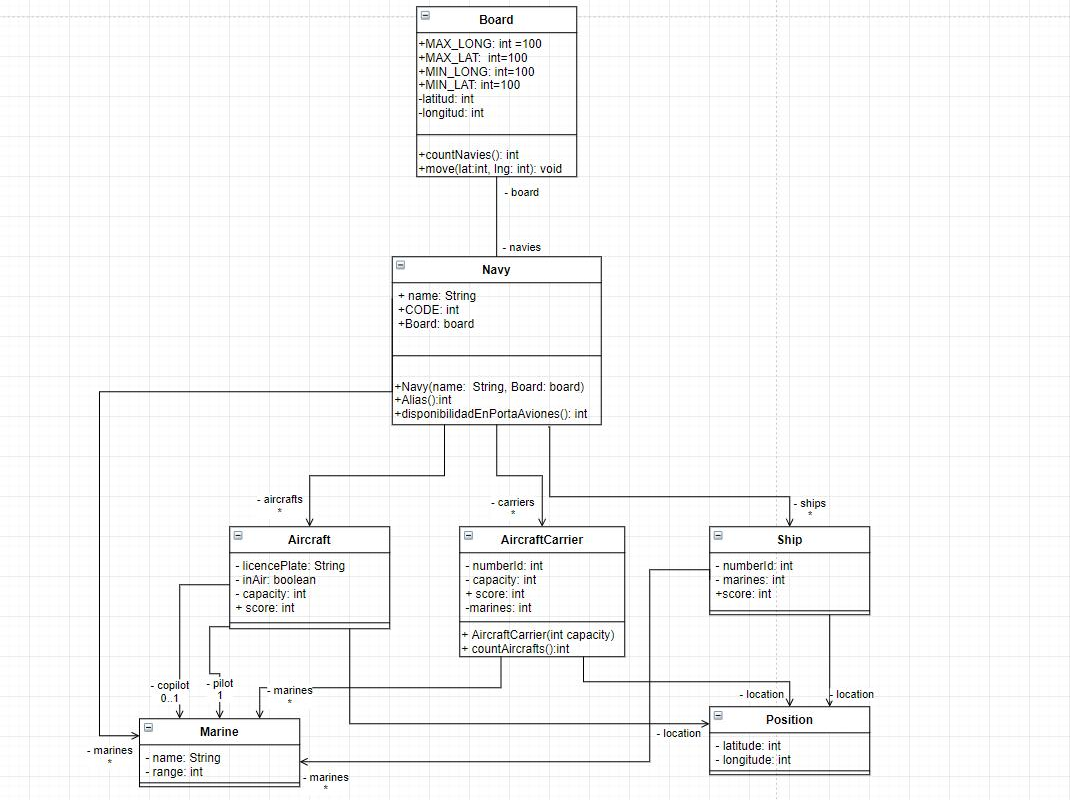 Board
+MAX_LONG: int =100
+MAX_LAT:  int=100
+MIN_LONG: int=100
+MIN_LAT: int=100
-latitud: int
-longitud: int
+countNavies(): int
+move(lat:int, lng: int): void
- board
- navies
Navy
+ name: String
+CODE: int
+Board: board
+Navy(name:  String, Board: board)
+Alias():int
+disponibilidadEnPortaAviones(): int
- aircrafts
*
- carriers
*
- ships
*
Aircraft
- licencePlate: String
- inAir: boolean
- capacity: int
+ score: int
AircraftCarrier
- numberId: int
- capacity: int
+ score: int
-marines: int
+ AircraftCarrier(int capacity)
+ countAircrafts():int
Ship
- numberId: int
- marines: int
+score: int
- copilot
0..1
- pilot
1
- marines
*
- location
- location
- location
- marines
*
- marines
*
Marine
- name: String
- range: int
Position
- latitude: int
- longitude: int